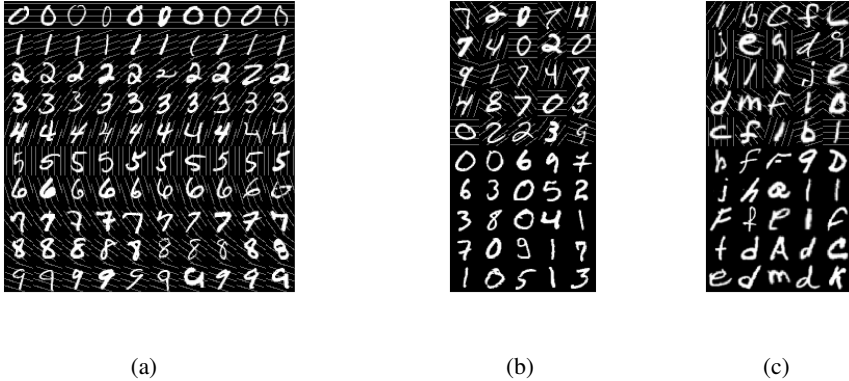 0 0 0 0 0 0 0 0 0 0
1 1 1 1 1 1 1 1 1 1
2 2 2 2 2 2 2 2 2 2
3 3 3 3 3 3 3 3 3 3
4 4 4 4 4 4 4 4 4 4
5 5 5 5 5 5 5 5 5 5
6 6 6 6 6 6 6 6 6 6
7 7 7 7 7 7 7 7 7 7
8 8 8 8 8 8 8 8 8 8
9 9 9 9 9 9 9 9 9 9
(a)
7 2 0 7 4
7 4 0 2 0
9 1 7 4 7
4 8 7 0 3
0 2 2 3 9
0 0 6 9 7
6 3 0 5 2
3 8 0 4 1
7 0 9 1 7
1 0 5 1 3
(b)
l B C f L
j e q d q
k l l j e
d m f l B
c f l b l
h f F q D
j h a l l
F f e l f
t d A d C
e d m d K
(c)